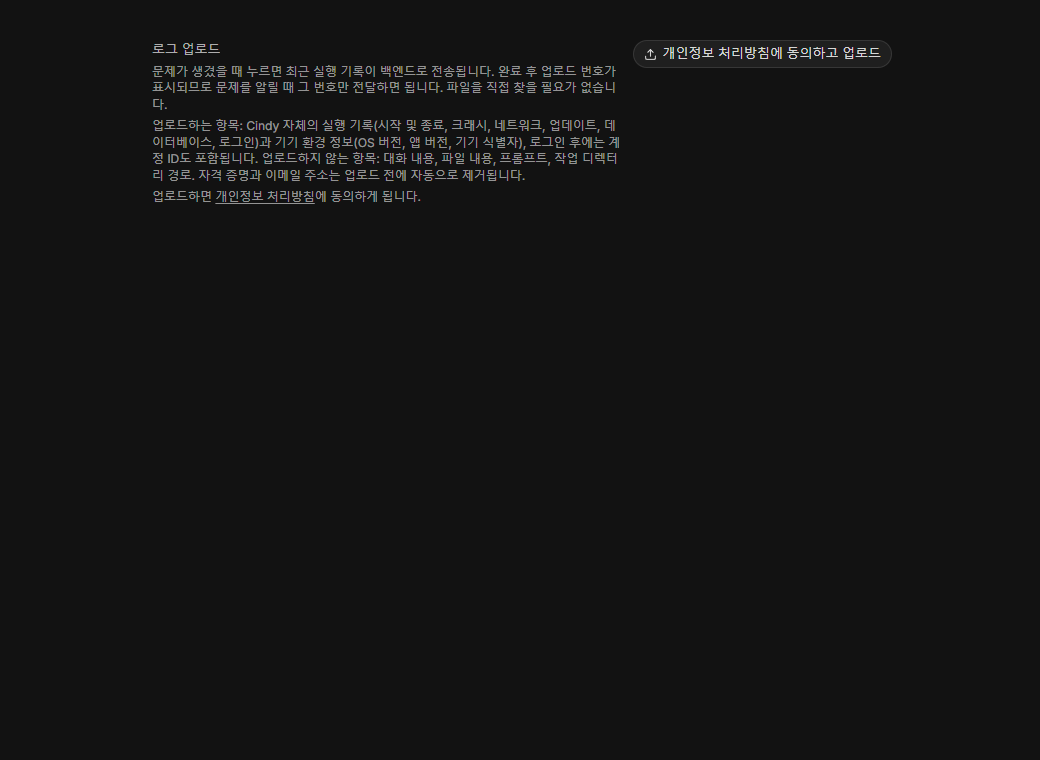 로그 업로드
개인정보 처리방침에 동의하고 업로드
문제가 생겼을 때 누르면 최근 실행 기록이 백엔드로 전송됩니다. 완료 후 업로드 번호가
표시되므로 문제를 알릴 때 그 번호만 전달하면 됩니다. 파일을 직접 찾을 필요가 없습니
다.
업로드하는 항목: Cindy 자체의 실행 기록(시작 및 종료, 크래시, 네트워크, 업데이트, 데
이터베이스, 로그인)과 기기 환경 정보(OS 버전, 앱 버전, 기기 식별자), 로그인 후에는 계
정 ID도 포함됩니다. 업로드하지 않는 항목: 대화 내용, 파일 내용, 프롬프트, 작업 디렉터
리 경로. 자격 증명과 이메일 주소는 업로드 전에 자동으로 제거됩니다.
업로드하면 개인정보 처리방침에 동의하게 됩니다.